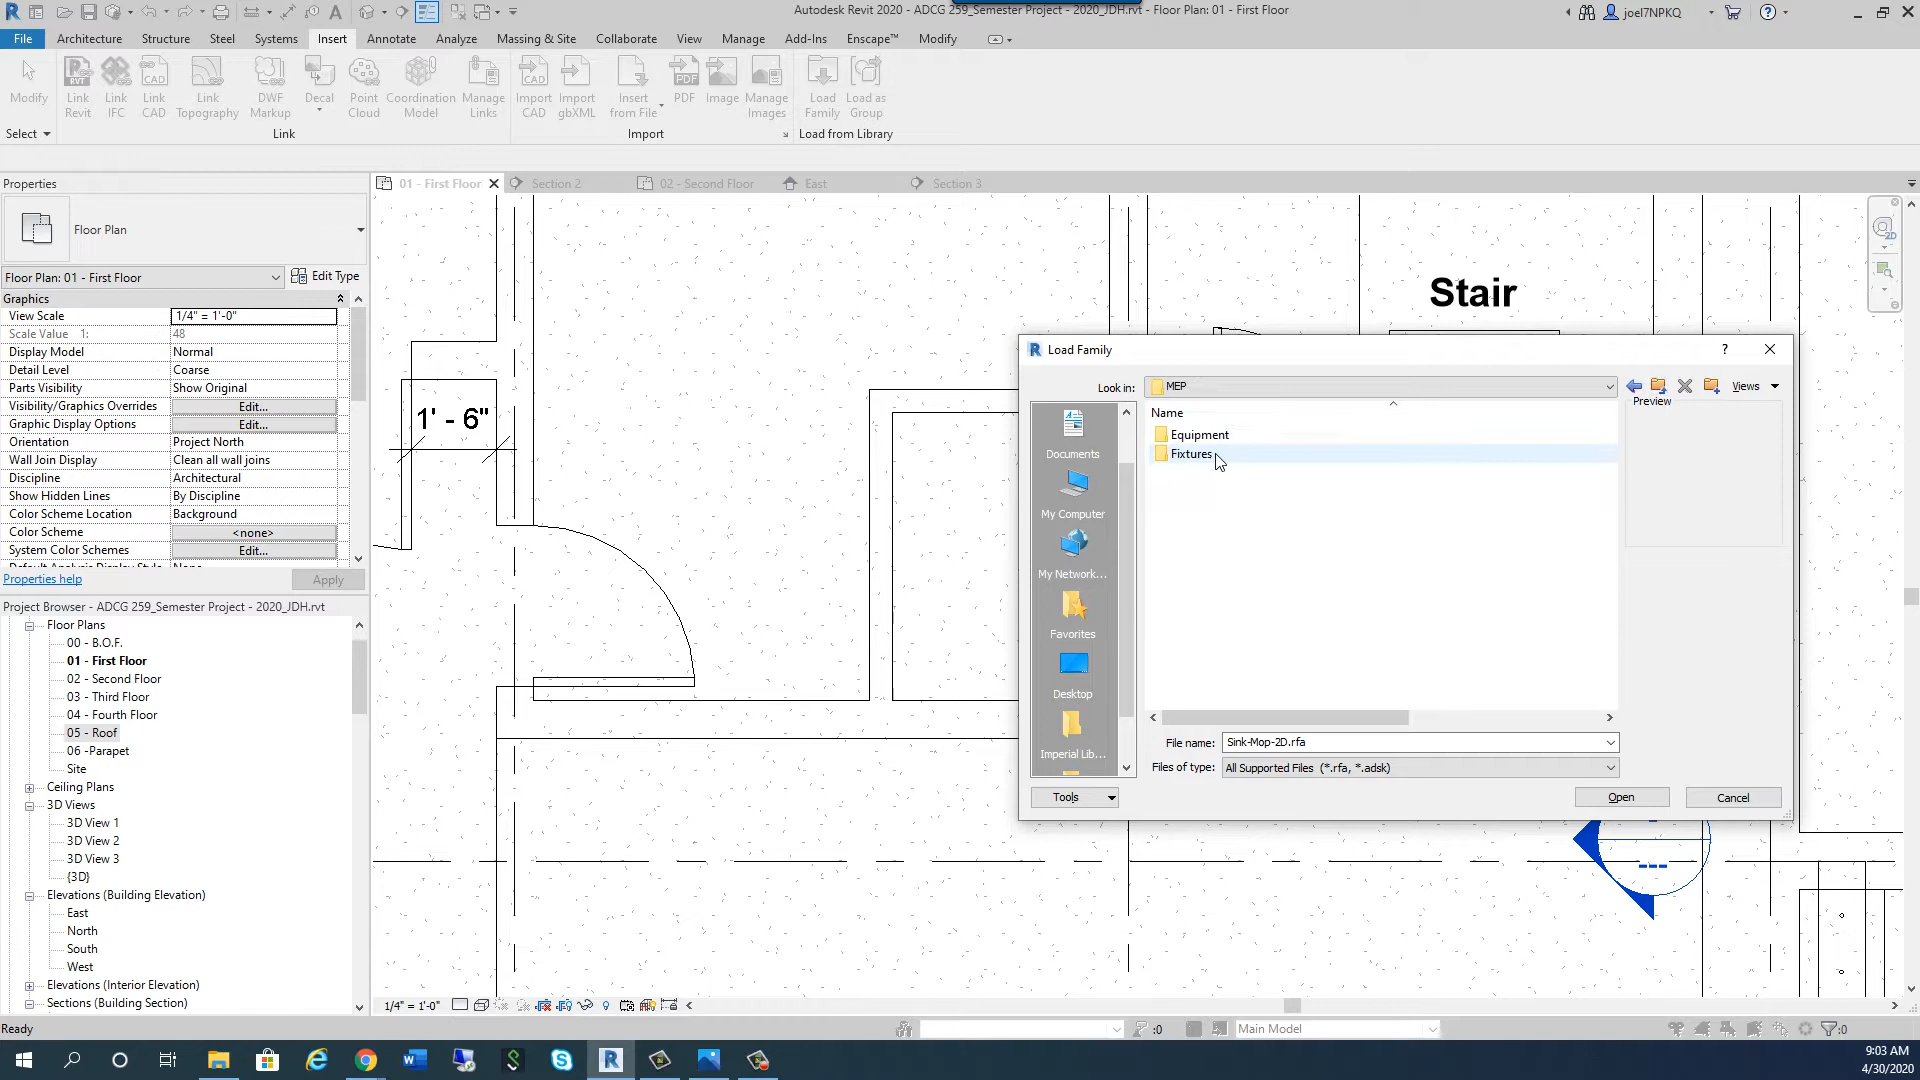 Autodesk Revit 2020 - ADCG 259_Semester Project - 2020_JDH.rvt - Floor Plan: 01 - First Floor
joel7NPKQ
File Architecture Structure Steel Systems Insert Annotate Analyze Massing & Site Collaborate View Manage Add-Ins Enscape™ Modify
Modify
Link Revit
Link IFC
Link CAD
Link Topography
DWF Markup
Decal
Point Cloud
Coordination Model
Manage Links
Import CAD
Import gbXML
Insert from File
PDF
Image
Manage Images
Load Family
Load as Group
Select
Link
Import
Load from Library
Properties
01 - First Floor
Section 2
02 - Second Floor
East
Section 3
Floor Plan
Floor Plan: 01 - First Floor
Edit Type
Graphics
View Scale 1/4" = 1'-0"
Scale Value 1: 48
Display Model Normal
Detail Level Coarse
Parts Visibility Show Original
Visibility/Graphics Overrides Edit...
Graphic Display Options Edit...
Orientation Project North
Wall Join Display Clean all wall joins
Discipline Architectural
Show Hidden Lines By Discipline
Color Scheme Location Background
Color Scheme <none>
System Color Schemes Edit...
Properties help
Apply
Project Browser - ADCG 259_Semester Project - 2020_JDH.rvt
Floor Plans
00 - B.O.F.
01 - First Floor
02 - Second Floor
03 - Third Floor
04 - Fourth Floor
05 - Roof
06 -Parapet
Site
Ceiling Plans
3D Views
3D View 1
3D View 2
3D View 3
{3D}
Elevations (Building Elevation)
East
North
South
West
Elevations (Interior Elevation)
Sections (Building Section)
1' - 6"
Stair
2D
Load Family
Look in: MEP
Views
Preview
Name
Equipment
Fixtures
Documents
My Computer
My Network...
Favorites
Desktop
Imperial Lib...
File name: Sink-Mop-2D.rfa
Files of type: All Supported Files (*.rfa, *.adsk)
Tools
Open
Cancel
1/4" = 1'-0"
Ready
:0
Main Model
:0
9:03 AM
4/30/2020